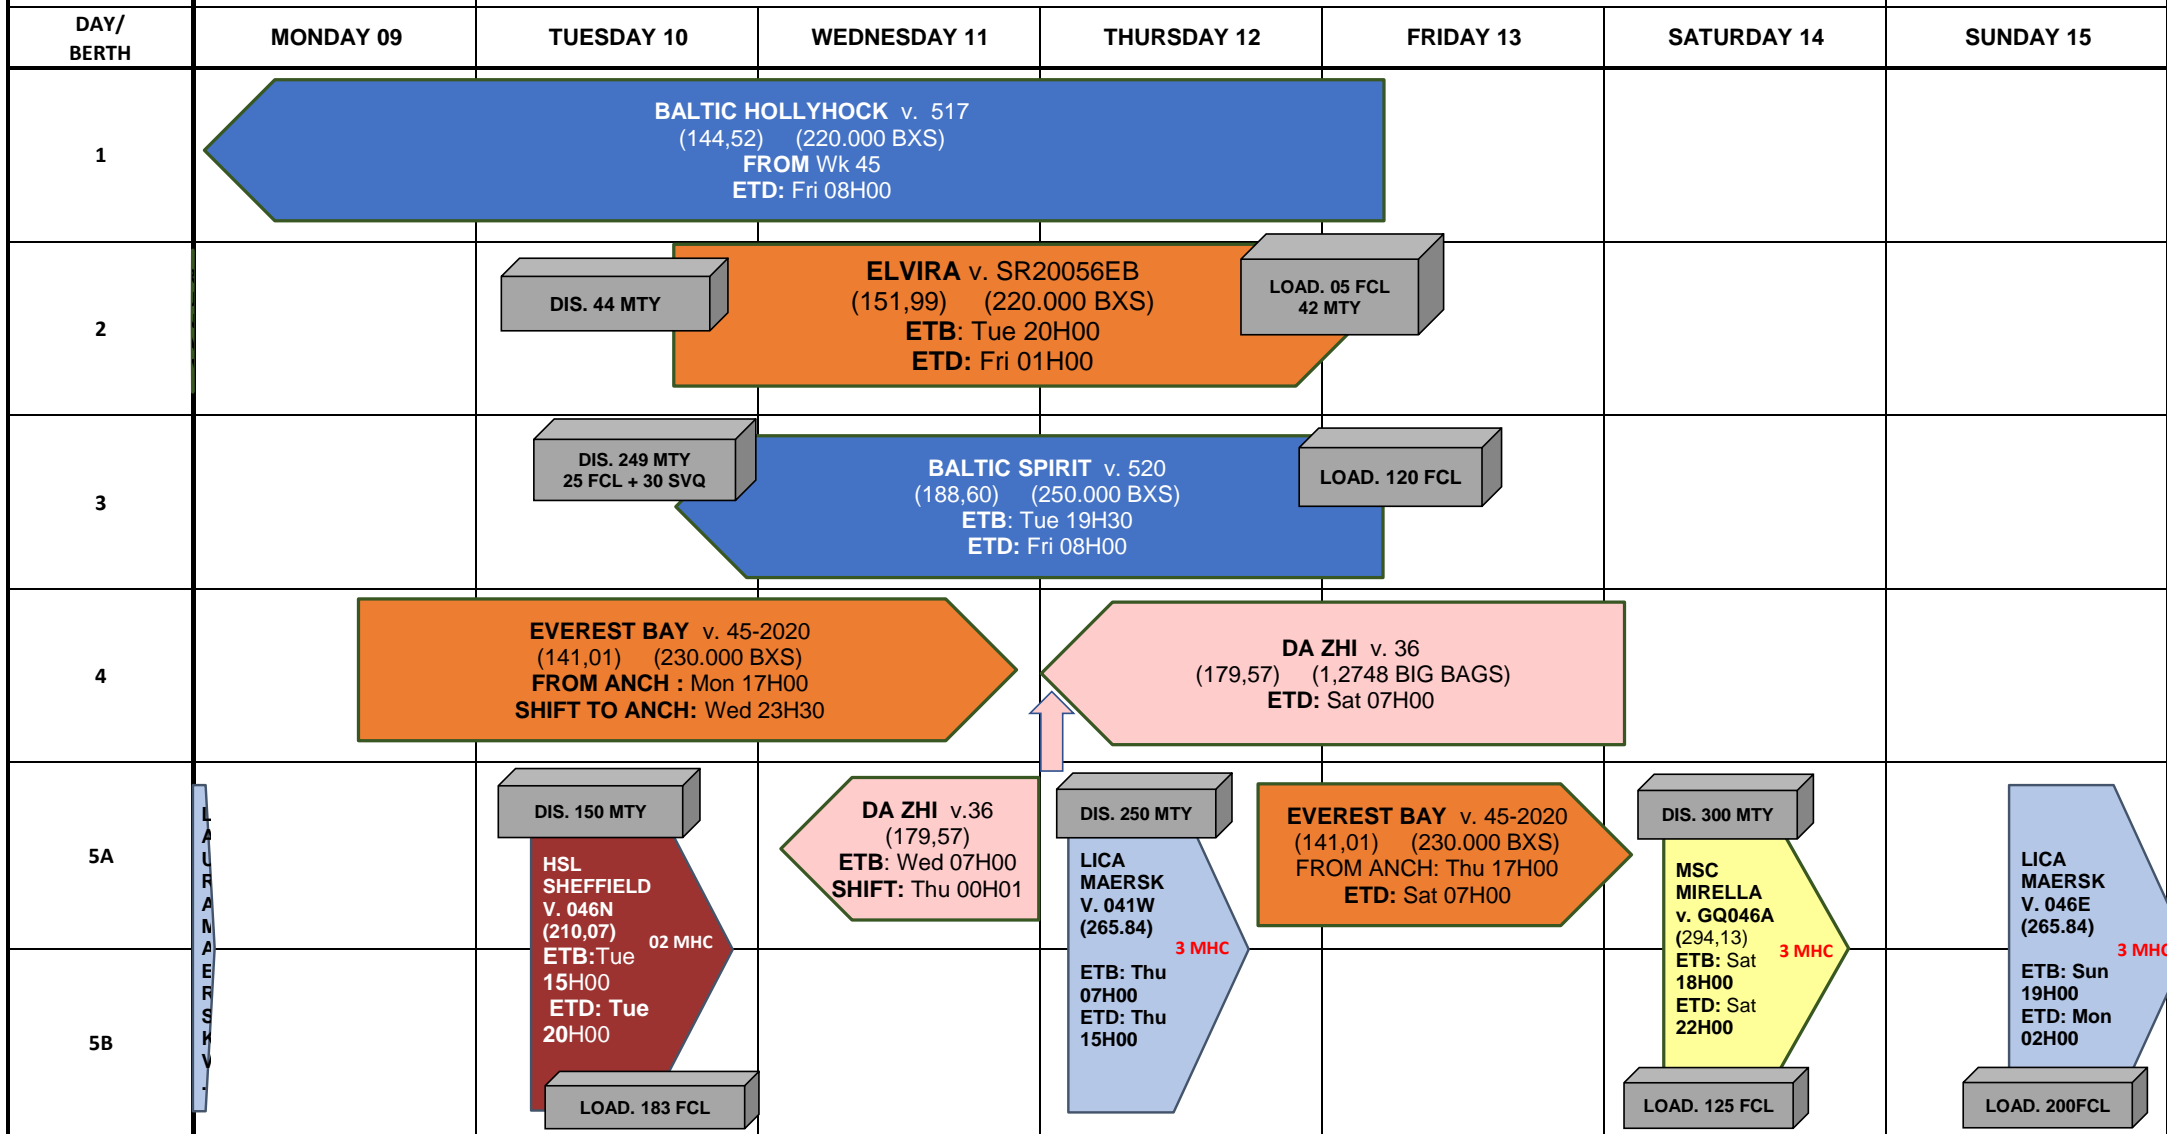 DAY/
BERTH
MONDAY 09
TUESDAY 10
WEDNESDAY 11
THURSDAY 12
FRIDAY 13
SATURDAY 14
SUNDAY 15
1
BALTIC HOLLYHOCK v. 517
(144,52) (220.000 BXS)
FROM Wk 45
ETD: Fri 08H00
2
DIS. 44 MTY
ELVIRA v. SR20056EB
(151,99) (220.000 BXS)
ETB: Tue 20H00
ETD: Fri 01H00
LOAD. 05 FCL
42 MTY
3
DIS. 249 MTY
25 FCL + 30 SVQ
BALTIC SPIRIT v. 520
(188,60) (250.000 BXS)
ETB: Tue 19H30
ETD: Fri 08H00
LOAD. 120 FCL
4
EVEREST BAY v. 45-2020
(141,01) (230.000 BXS)
FROM ANCH : Mon 17H00
SHIFT TO ANCH: Wed 23H30
DA ZHI v. 36
(179,57) (1,2748 BIG BAGS)
ETD: Sat 07H00
5A
5B
L
A
U
R
A
M
A
E
R
S
K
V
.
DIS. 150 MTY
HSL
SHEFFIELD
V. 046N
(210,07)
ETB:Tue
15H00
ETD: Tue
20H00
02 MHC
LOAD. 183 FCL
DA ZHI v.36
(179,57)
ETB: Wed 07H00
SHIFT: Thu 00H01
DIS. 250 MTY
LICA
MAERSK
V. 041W
(265.84)
ETB: Thu
07H00
ETD: Thu
15H00
3 MHC
EVEREST BAY v. 45-2020
(141,01) (230.000 BXS)
FROM ANCH: Thu 17H00
ETD: Sat 07H00
DIS. 300 MTY
MSC
MIRELLA
v. GQ046A
(294,13)
ETB: Sat
18H00
ETD: Sat
22H00
3 MHC
LOAD. 125 FCL
LICA
MAERSK
V. 046E
(265.84)
ETB: Sun
19H00
ETD: Mon
02H00
3 MHC
LOAD. 200FCL